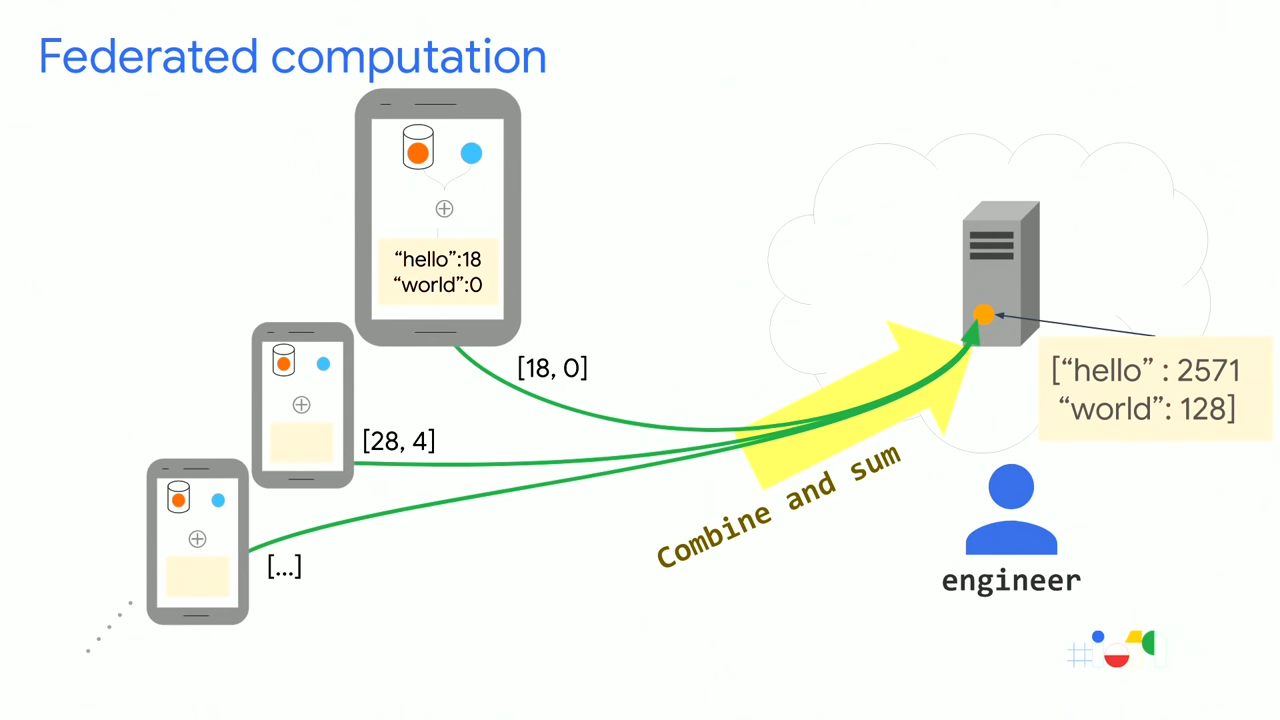 Federated computation
“hello”:18
“world”:0
[18, 0]
[28, 4]
[...]
Combine and sum
[“hello” : 2571
“world”: 128]
engineer